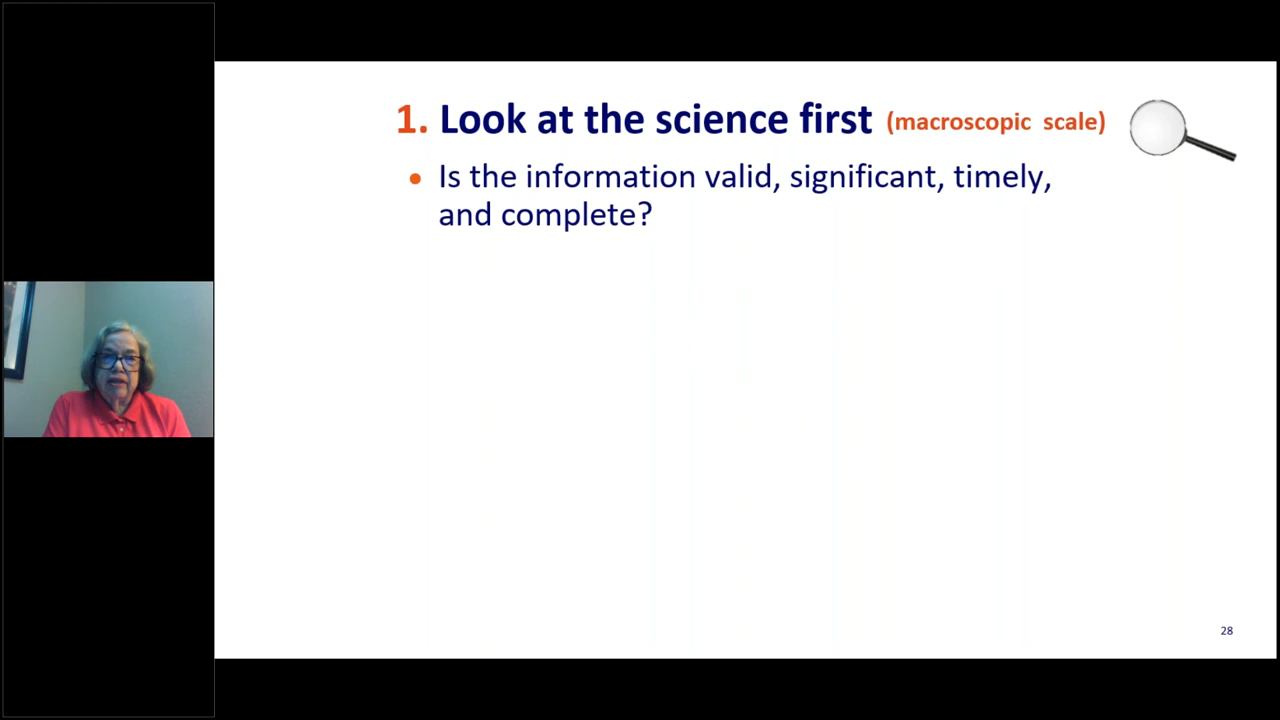 1. Look at the science first (macroscopic scale)
• Is the information valid, significant, timely,
and complete?
28